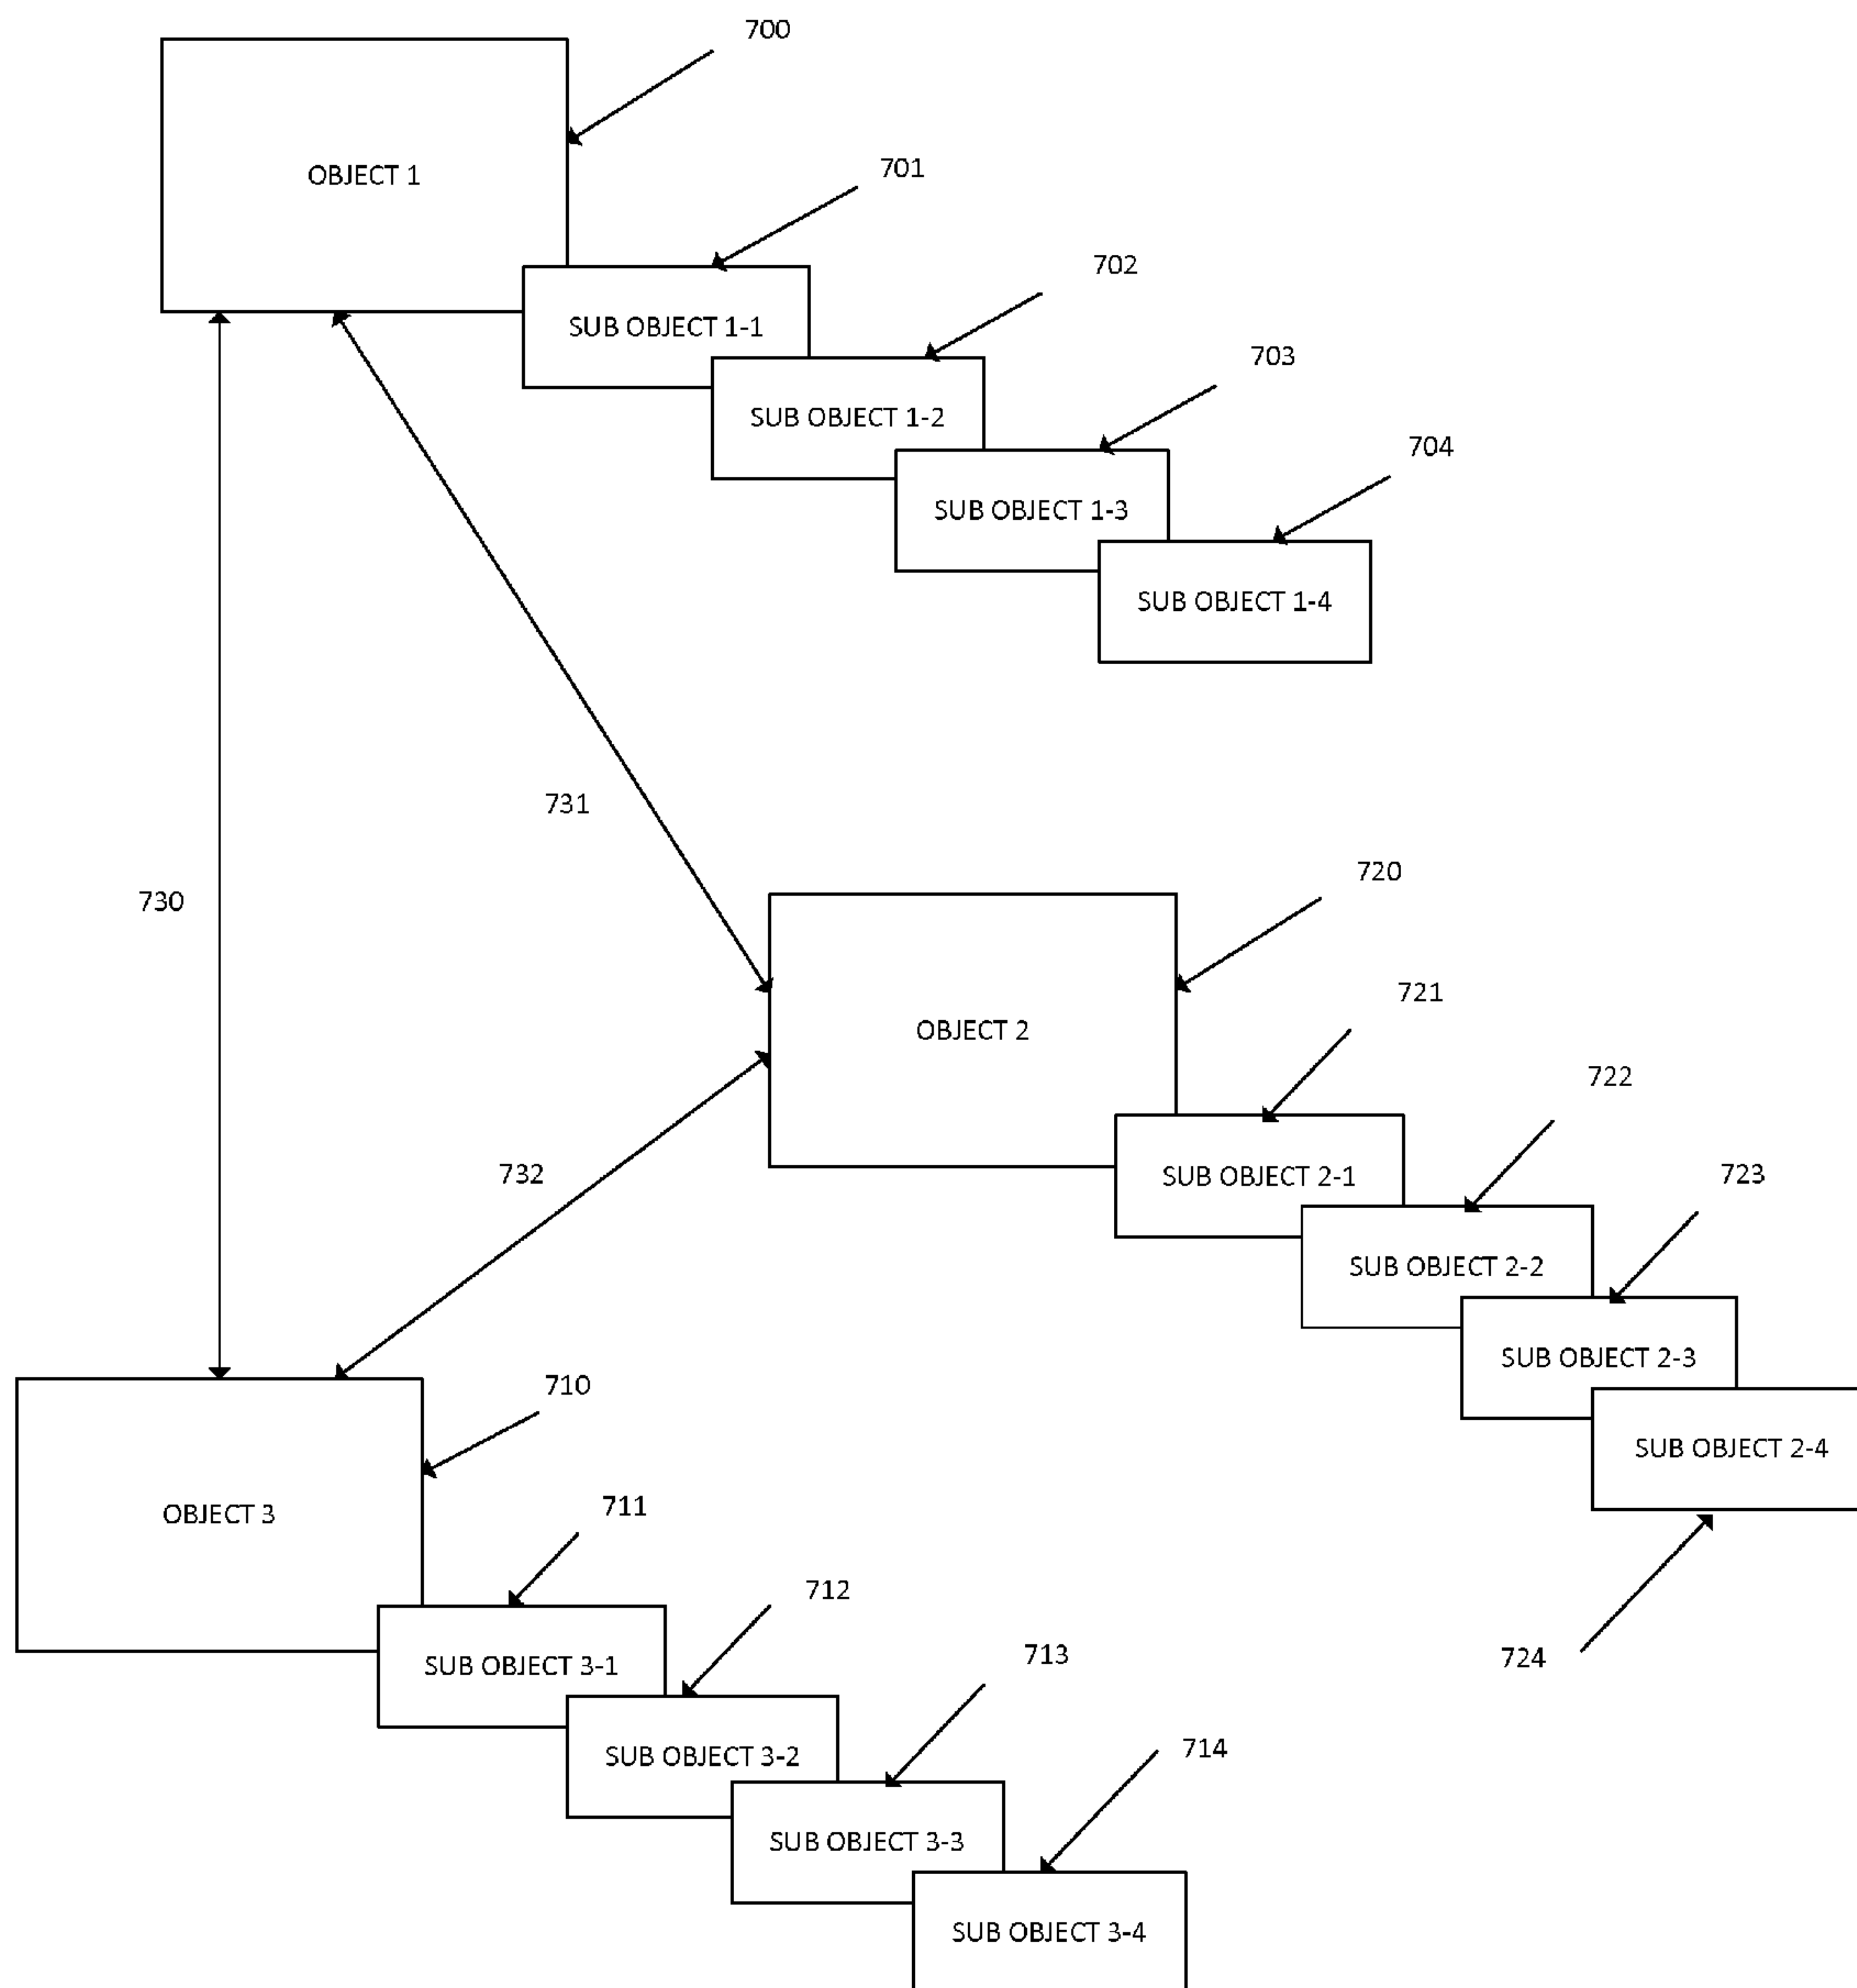 700
OBJECT 1
701
702
SUB OBJECT 1-1
703
SUB OBJECT 1-2
704
SUB OBJECT 1-3
SUB OBJECT 1-4
731
720
730
721
OBJECT 2
722
732
SUB OBJECT 2-1
723
SUB OBJECT 2-2
SUB OBJECT 2-3
710
SUB OBJECT 2-4
711
OBJECT 3
712
713
724
SUB OBJECT 3-1
714
SUB OBJECT 3-2
SUB OBJECT 3-3
SUB OBJECT 3-4